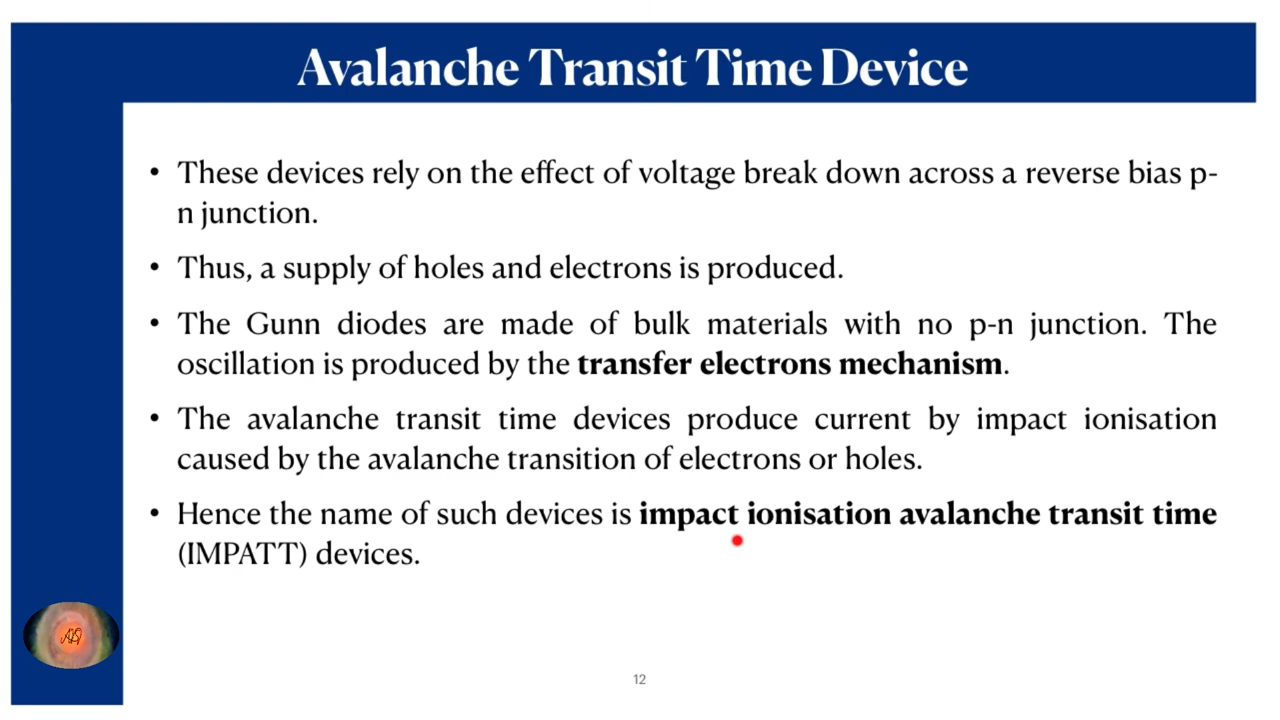 Avalanche Transit Time Device
• These devices rely on the effect of voltage break down across a reverse bias p-
n junction.
• Thus, a supply of holes and electrons is produced.
• The Gunn diodes are made of bulk materials with no p-n junction. The
oscillation is produced by the transfer electrons mechanism.
• The avalanche transit time devices produce current by impact ionisation
caused by the avalanche transition of electrons or holes.
• Hence the name of such devices is impact ionisation avalanche transit time
(IMPATT) devices.
12